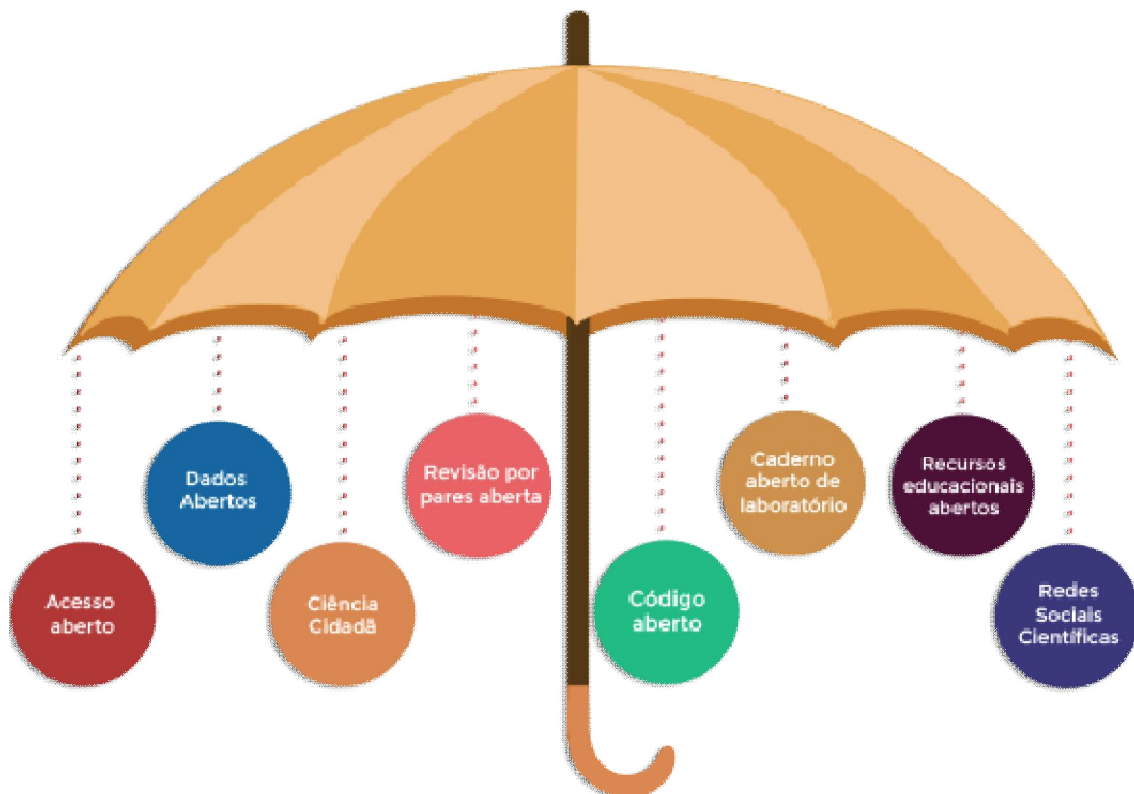 Acesso
aberto
Dados
Abertos
Ciência
Cidadã
Revisão por
pares aberta
Código
aberto
Caderno
aberto de
laboratório
Recursos
educacionais
abertos
Redes
Sociais
Científicas